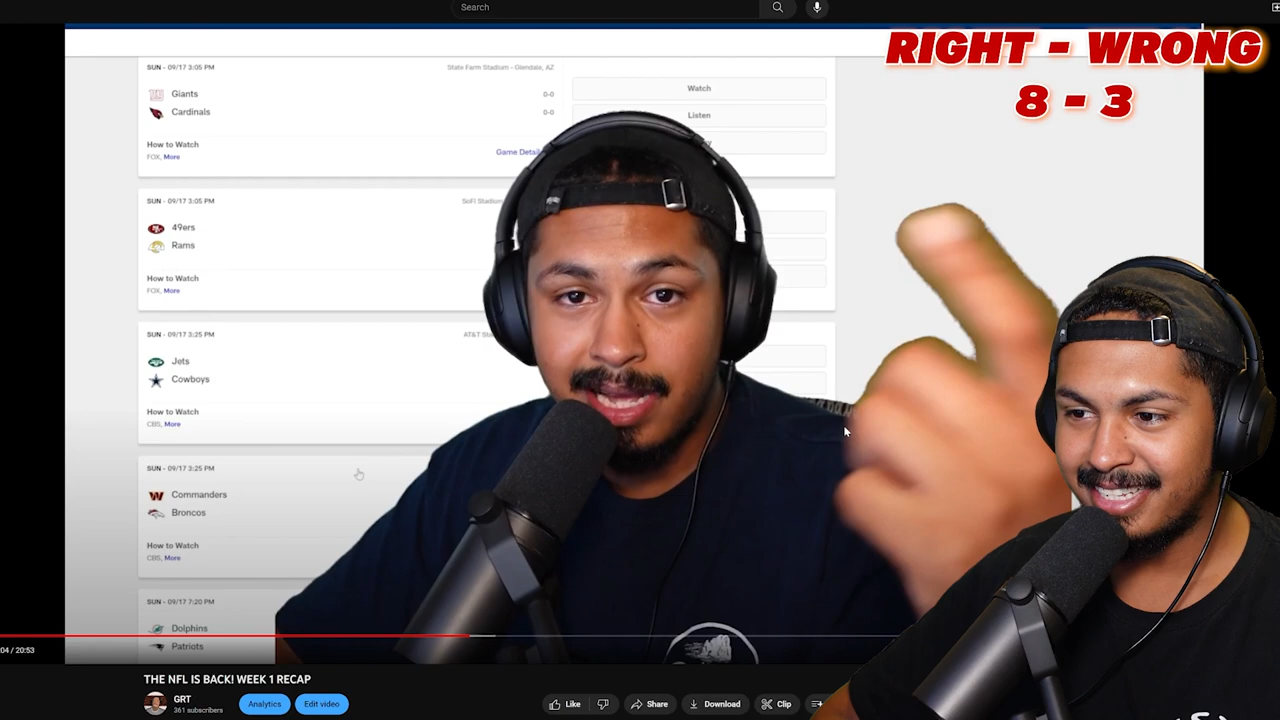 Search
RIGHT - WRONG
8 - 3
SUN - 09/17 3:05 PM
State Farm Stadium - Glendale, AZ
Giants
0-0
Cardinals
0-0
How to Watch
FOX, More
Game Detail
Watch
Listen
SUN - 09/17 3:05 PM
SoFi Stadium
49ers
Rams
How to Watch
FOX, More
SUN - 09/17 3:25 PM
AT&T
Jets
Cowboys
How to Watch
CBS, More
SUN - 09/17 3:25 PM
Commanders
Broncos
How to Watch
CBS, More
SUN - 09/17 7:20 PM
Dolphins
Patriots
:04 / 20:53
THE NFL IS BACK! WEEK 1 RECAP
GRT
361 subscribers
Analytics
Edit video
Like
Share
Download
Clip